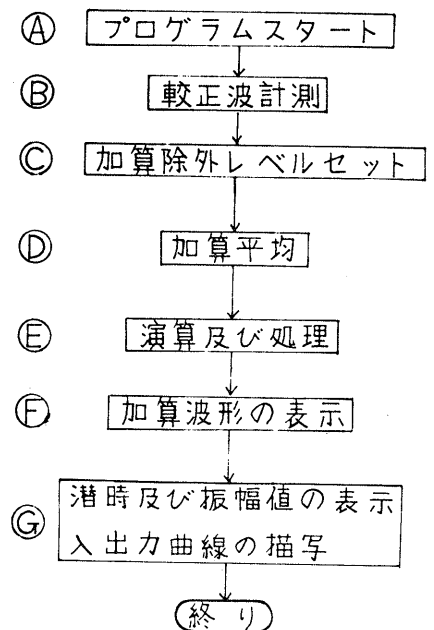 Ⓐ プログラムスタート
Ⓑ 較正波計測
Ⓒ 加算除外レベルセット
Ⓓ 加算平均
Ⓔ 演算及び処理
Ⓕ 加算波形の表示
Ⓖ 潜時及び振幅値の表示
入出力曲線の描写
終り